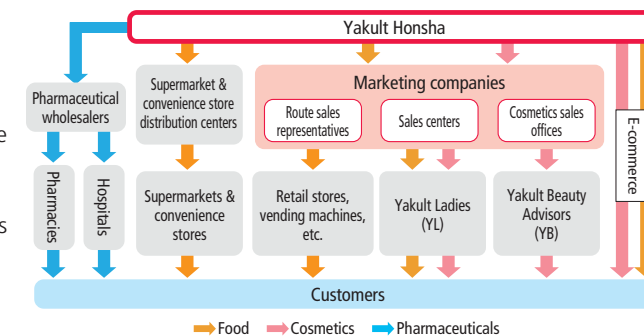 Yakult Honsha
Pharmaceutical
wholesalers
Supermarket &
convenience store
distribution centers
Marketing companies
Route sales
representatives
Sales centers
Cosmetics sales
offices
E-commerce
e
s
Pharmacies
Hospitals
Supermarkets &
convenience
stores
Retail stores,
vending machines,
etc.
Yakult Ladies
(YL)
Yakult Beauty
Advisors
(YB)
Customers
Food Cosmetics Pharmaceuticals